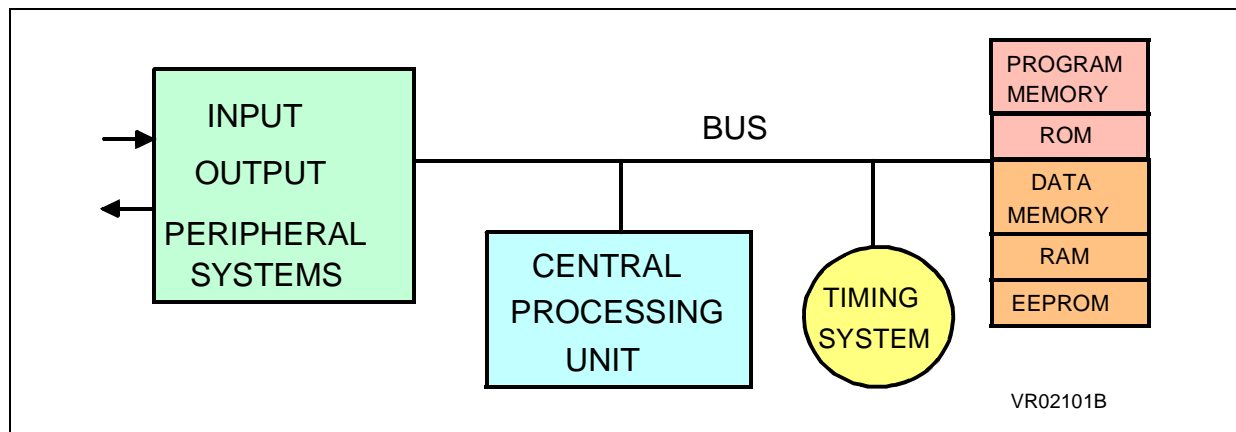 INPUT
OUTPUT
PERIPHERAL
SYSTEMS
BUS
CENTRAL
PROCESSING
UNIT
TIMING
SYSTEM
PROGRAM
MEMORY
ROM
DATA
MEMORY
RAM
EEPROM
VR02101B